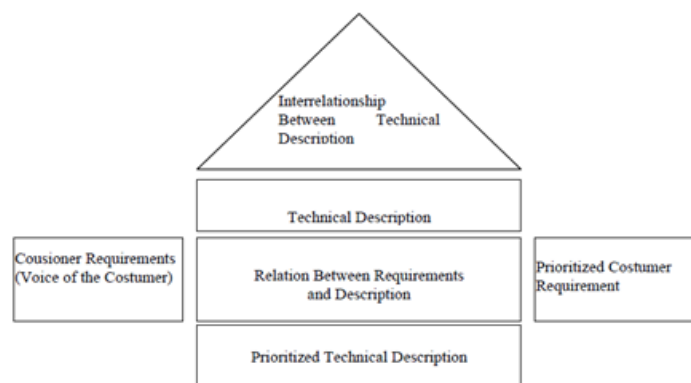 Interrelationship
Between Technical
Description
Technical Description
Cousioner Requirements
(Voice of the Costumer)
Relation Between Requirements
and Description
Prioritized Costumer
Requirement
Prioritized Technical Description